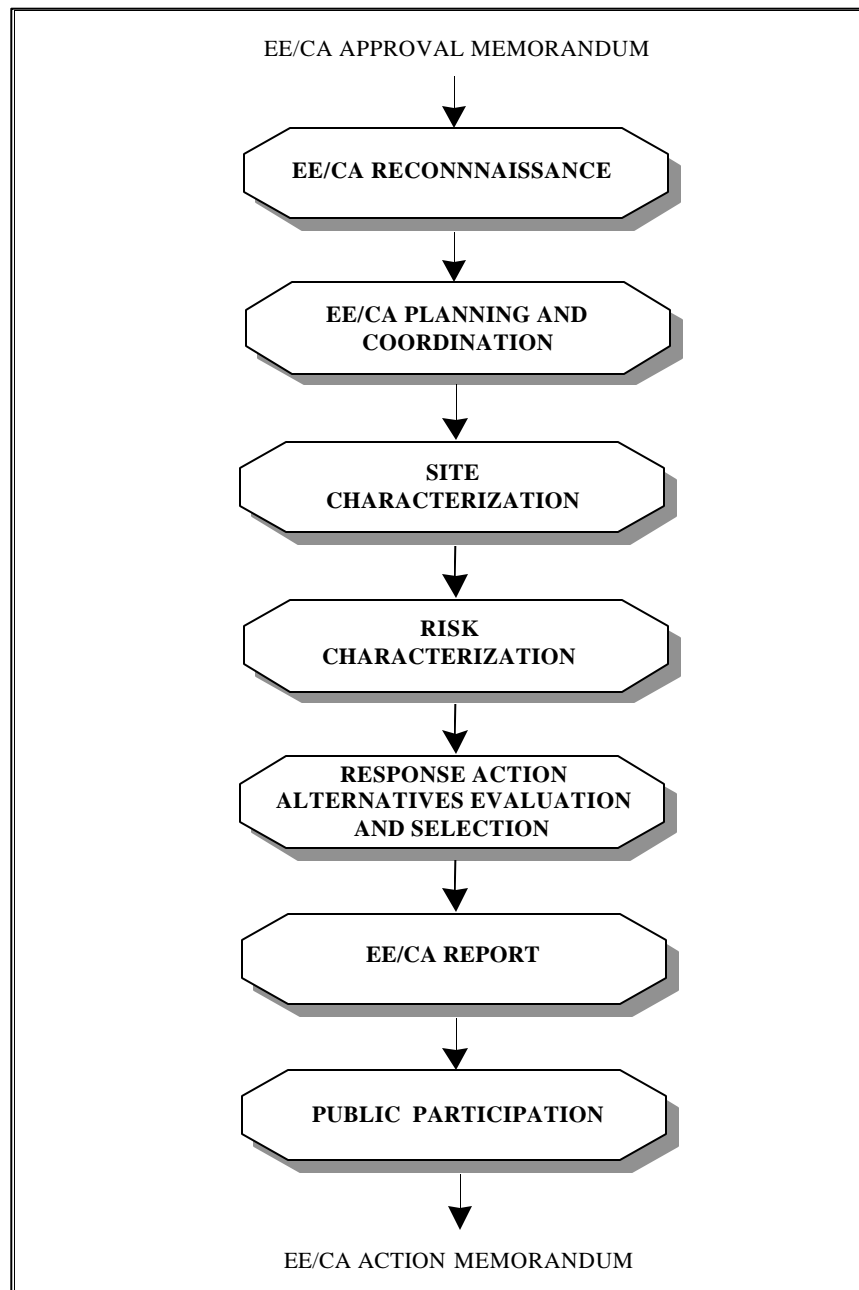 EE/CA APPROVAL MEMORANDUM
EE/CA RECONNNAISSANCE
EE/CA PLANNING AND
COORDINATION
SITE
CHARACTERIZATION
RISK
CHARACTERIZATION
RESPONSE ACTION
ALTERNATIVES EVALUATION
AND SELECTION
EE/CA REPORT
PUBLIC PARTICIPATION
EE/CA ACTION MEMORANDUM